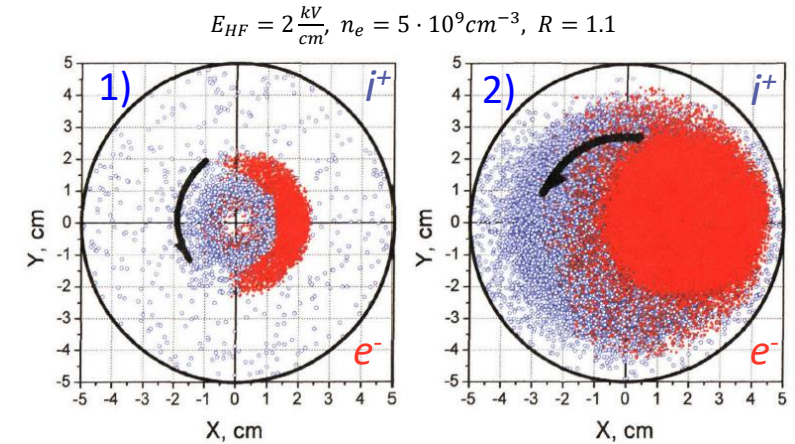 E_HF = 2 kV/cm, n_e = 5 · 10⁹cm⁻³, R = 1.1
1) i⁺
2) i⁺
5
4
3
2
1
0
-1
-2
-3
-4
-5
Y, cm
e⁻
-5 -4 -3 -2 -1 0 1 2 3 4 5
X, cm
5
4
3
2
1
0
-1
-2
-3
-4
-5
Y, cm
e⁻
-5 -4 -3 -2 -1 0 1 2 3 4 5
X, cm